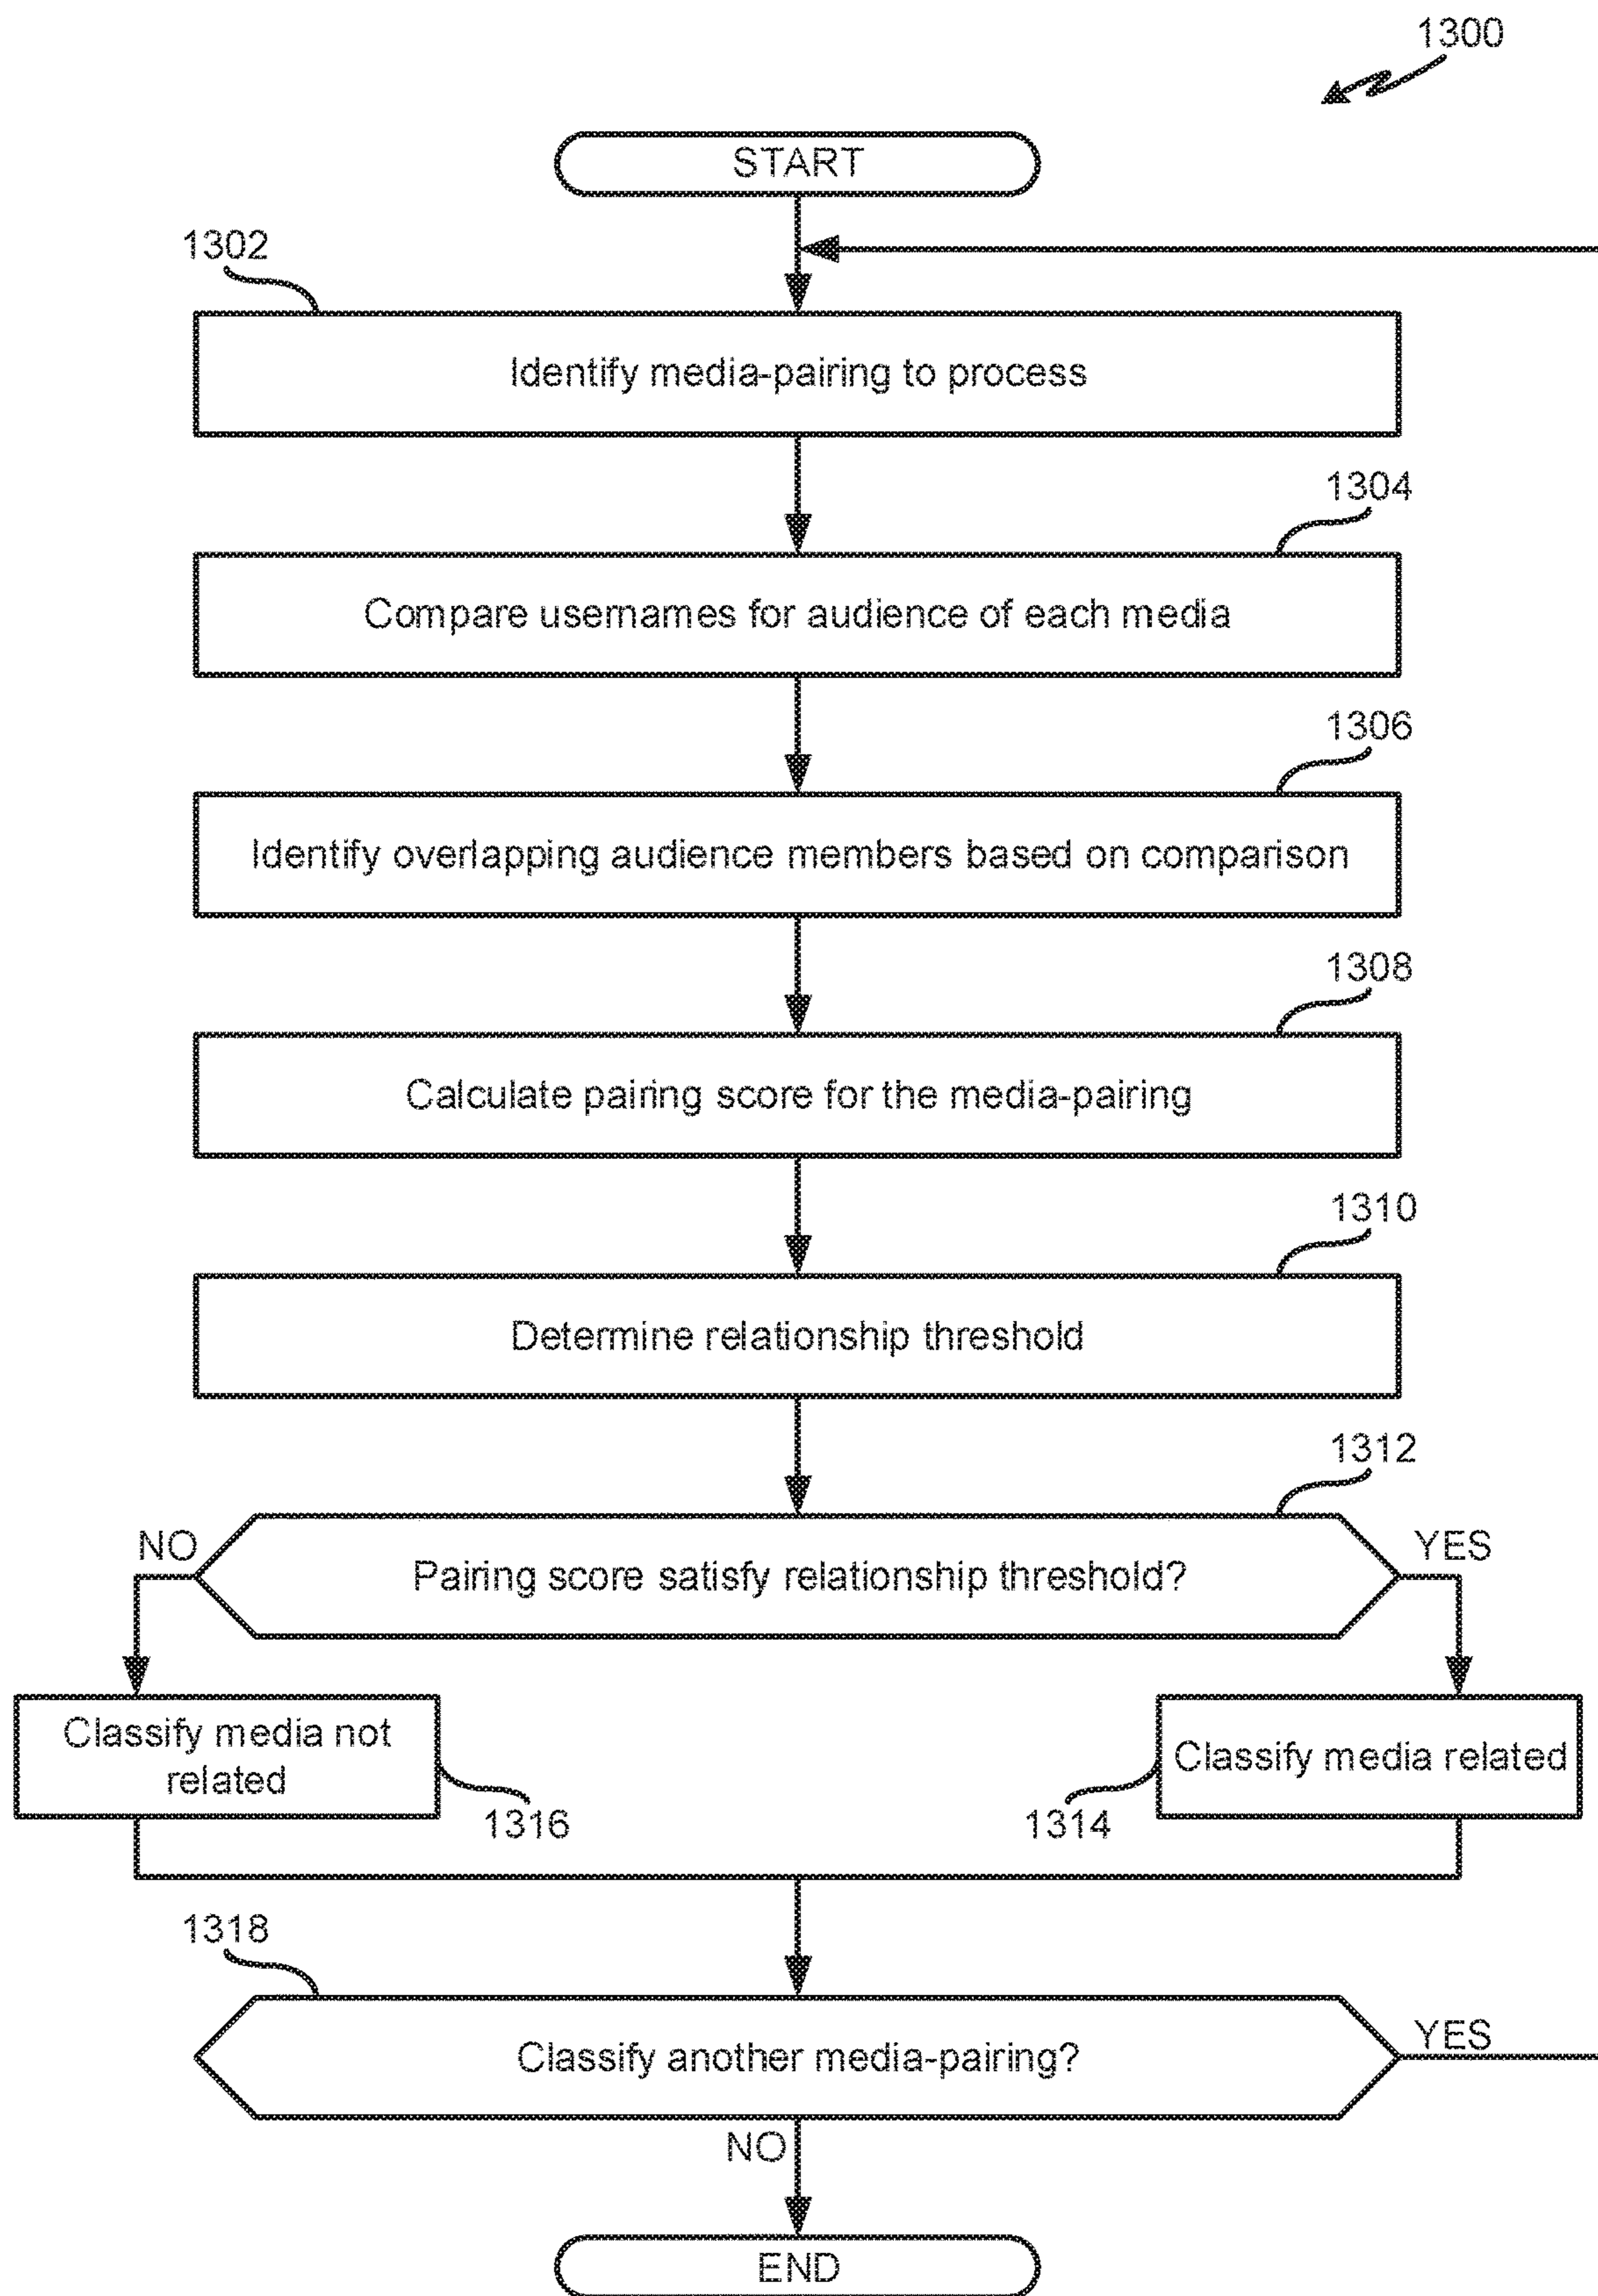 1300
START
1302
Identify media-pairing to process
1304
Compare usernames for audience of each media
1306
Identify overlapping audience members based on comparison
1308
Calculate pairing score for the media-pairing
1310
Determine relationship threshold
1312
NO
YES
Pairing score satisfy relationship threshold?
Classify media not
related
Classify media related
1316
1314
1318
YES
Classify another media-pairing?
NO
END